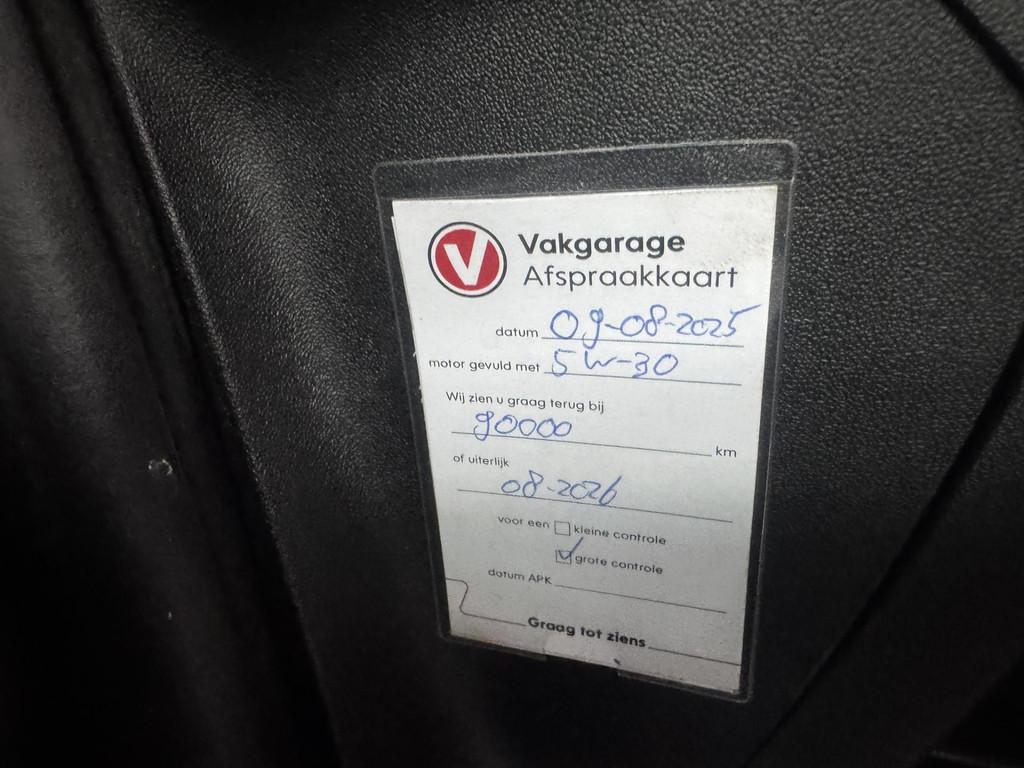 V
Vakgarage
Afspraakkaart
datum 09-08-2025
motor gevuld met 5W-30
Wij zien u graag terug bij
90000 km
of uiterlijk
08-2026
voor een ☐ kleine controle
☑ grote controle
datum APK
Graag tot ziens